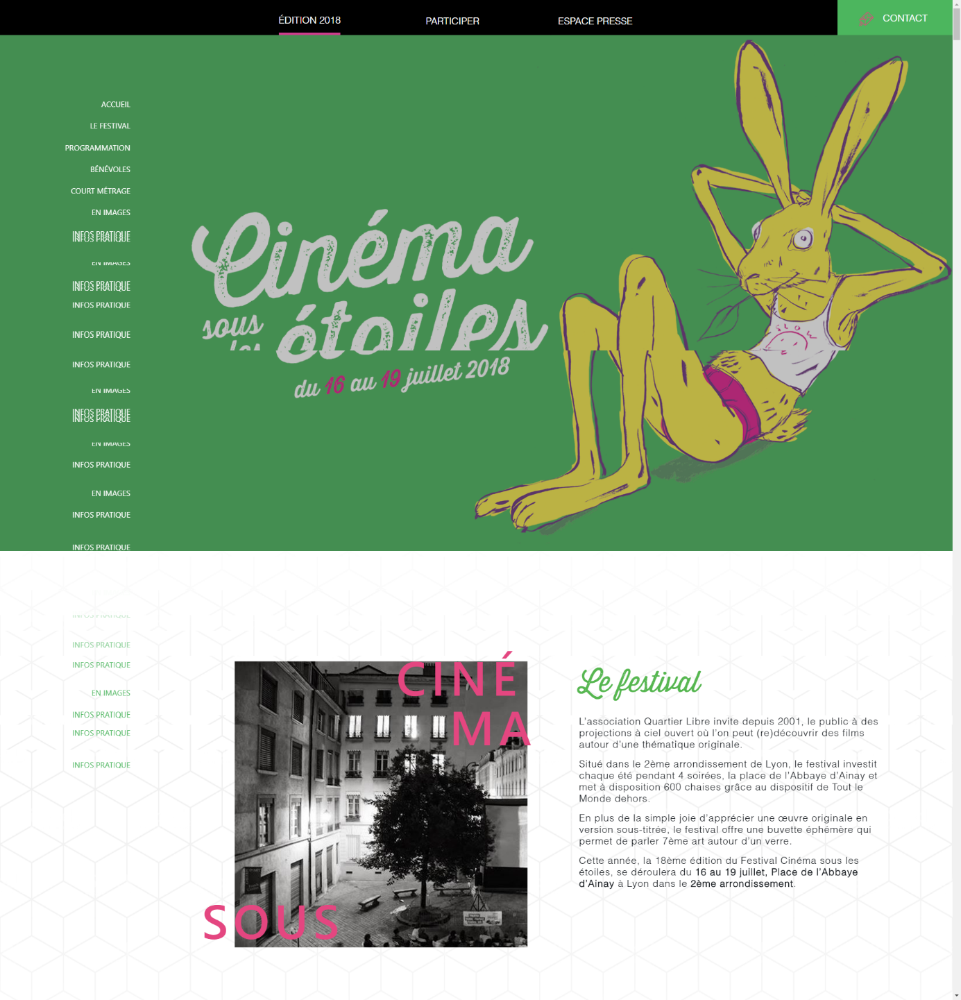 ÉDITION 2018
PARTICIPER
ESPACE PRESSE
CONTACT
ACCUEIL
LE FESTIVAL
PROGRAMMATION
BÉNÉVOLES
COURT MÉTRAGE
EN IMAGES
INFOS PRATIQUE
INFOS PRATIQUE
EN IMAGES
INFOS PRATIQUE
INFOS PRATIQUE
INFOS PRATIQUE
INFOS PRATIQUE
INFOS PRATIQUE
EN IMAGES
INFOS PRATIQUE
INFOS PRATIQUE
EN IMAGES
INFOS PRATIQUE
EN IMAGES
INFOS PRATIQUE
INFOS PRATIQUE
Cinéma
sous
les
étoiles
du 16 au 19 juillet 2018
SLOW
INFOS PRATIQUE
INFOS PRATIQUE
INFOS PRATIQUE
EN IMAGES
INFOS PRATIQUE
INFOS PRATIQUE
INFOS PRATIQUE
CINÉ
MA
SOUS
Le festival
L'association Quartier Libre invite depuis 2001, le public à des
projections à ciel ouvert où l'on peut (re)découvrir des films
autour d'une thématique originale.
Situé dans le 2ème arrondissement de Lyon, le festival investit
chaque été pendant 4 soirées, la place de l'Abbaye d'Ainay et
met à disposition 600 chaises grâce au dispositif de Tout le
Monde dehors.
En plus de la simple joie d'apprécier une œuvre originale en
version sous-titrée, le festival offre une buvette éphémère qui
permet de parler 7ème art autour d'un verre.
Cette année, la 18ème édition du Festival Cinéma sous les
étoiles, se déroulera du 16 au 19 juillet, Place de l'Abbaye
d'Ainay à Lyon dans le 2ème arrondissement.